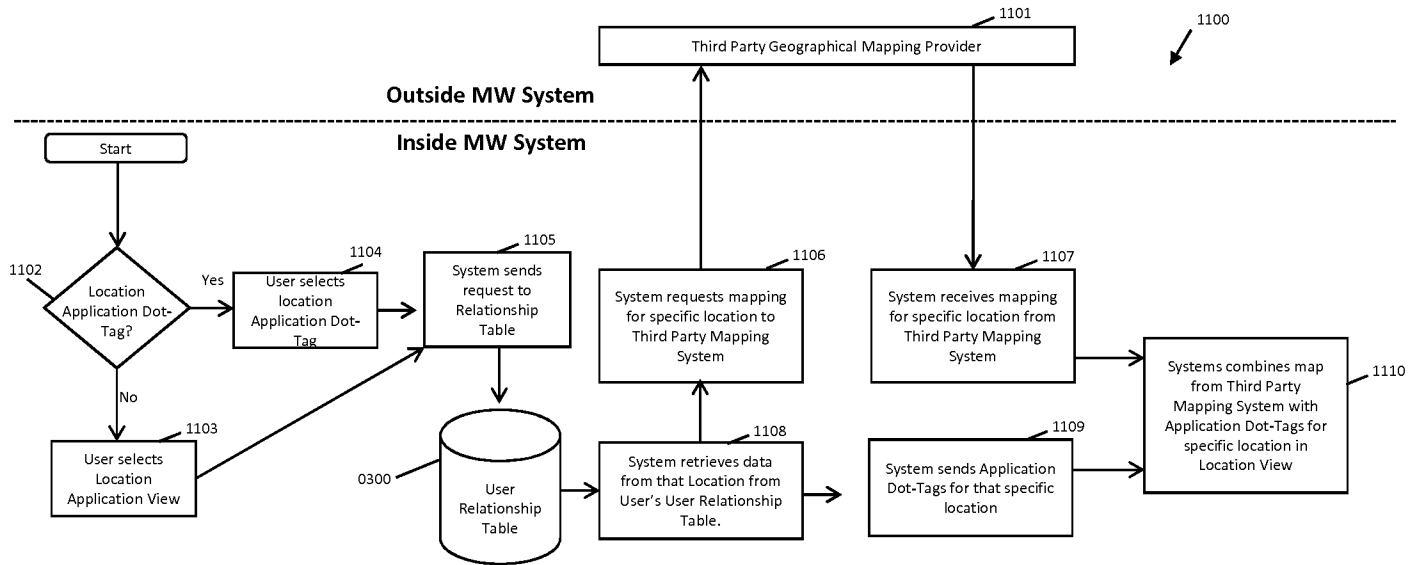 1101
1100
Third Party Geographical Mapping Provider
Outside MW System
Inside MW System
Start
1102
Location
Application Dot-
Tag?
Yes
No
1104
User selects
location
Application Dot-
Tag
1103
User selects
Location
Application View
1105
System sends
request to
Relationship
Table
0300
User
Relationship
Table
1106
System requests mapping
for specific location to
Third Party Mapping
System
1108
System retrieves data
from that Location from
User's User Relationship
Table.
1107
System receives mapping
for specific location from
Third Party Mapping
System
1109
System sends Application
Dot-Tags for that specific
location
1110
Systems combines map
from Third Party
Mapping System with
Application Dot-Tags for
specific location in
Location View